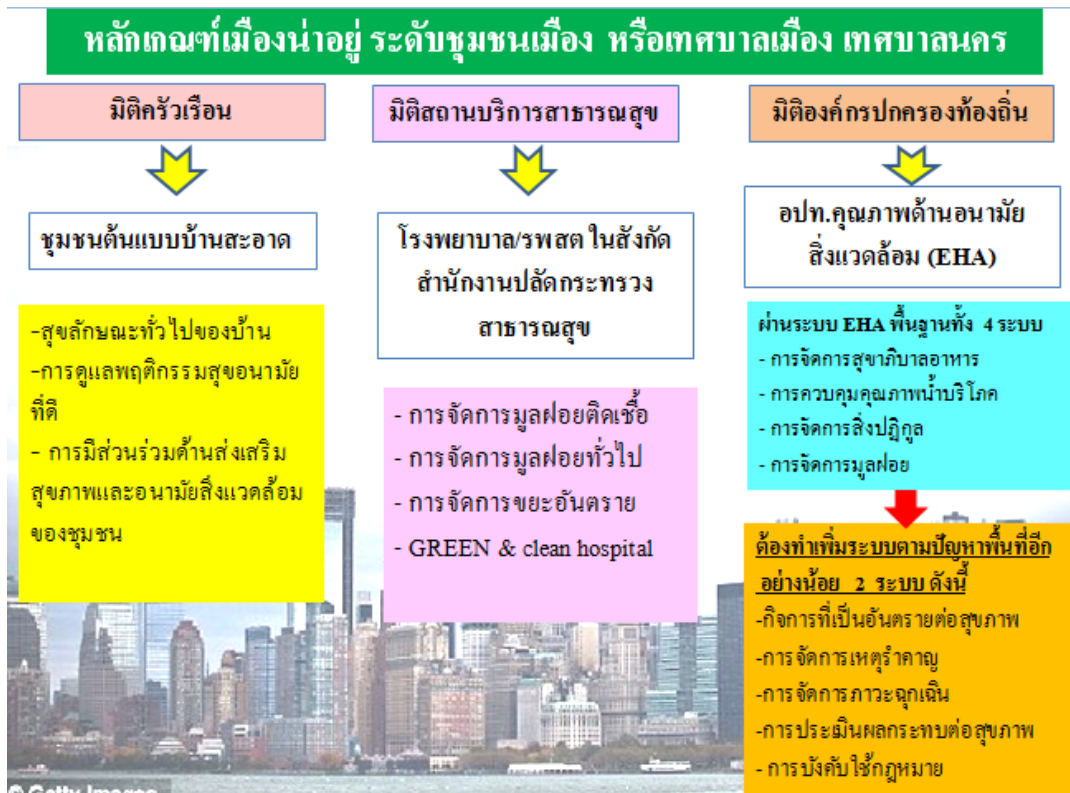 หลักเกณฑ์เมืองน่าอยู่ ระดับชุมชนเมือง หรือเทศบาลเมือง เทศบาลนคร
มิติครัวเรือน
ชุมชนต้นแบบบ้านสะอาด
-สุขลักษณะทั่วไปของบ้าน
-การดูแลพฤติกรรมสุขอนามัย
ที่ดี
- การมีส่วนร่วมด้านส่งเสริม
สุขภาพและอนามัยสิ่งแวดล้อม
ของชุมชน
มิติสถานบริการสาธารณสุข
โรงพยาบาล/รพสต ในสังกัด
สำนักงานปลัดกระทรวง
สาธารณสุข
- การจัดการมูลฝอยติดเชื้อ
- การจัดการมูลฝอยทั่วไป
- การจัดการขยะอันตราย
- GREEN & clean hospital
มิติองค์กรปกครองท้องถิ่น
อปท.คุณภาพด้านอนามัย
สิ่งแวดล้อม (EHA)
ผ่านระบบ EHA พื้นฐานทั้ง 4 ระบบ
- การจัดการสุขาภิบาลอาหาร
- การควบคุมคุณภาพน้ำบริโภค
- การจัดการสิ่งปฏิกูล
- การจัดการมูลฝอย
ต้องทำเพิ่มระบบตามปัญหาพื้นที่อีก
อย่างน้อย 2 ระบบ ดังนี้
-กิจการที่เป็นอันตรายต่อสุขภาพ
-การจัดการเหตุรำคาญ
-การจัดการภาวะฉุกเฉิน
-การประเมินผลกระทบต่อสุขภาพ
- การบังคับใช้กฎหมาย
© Getty Images